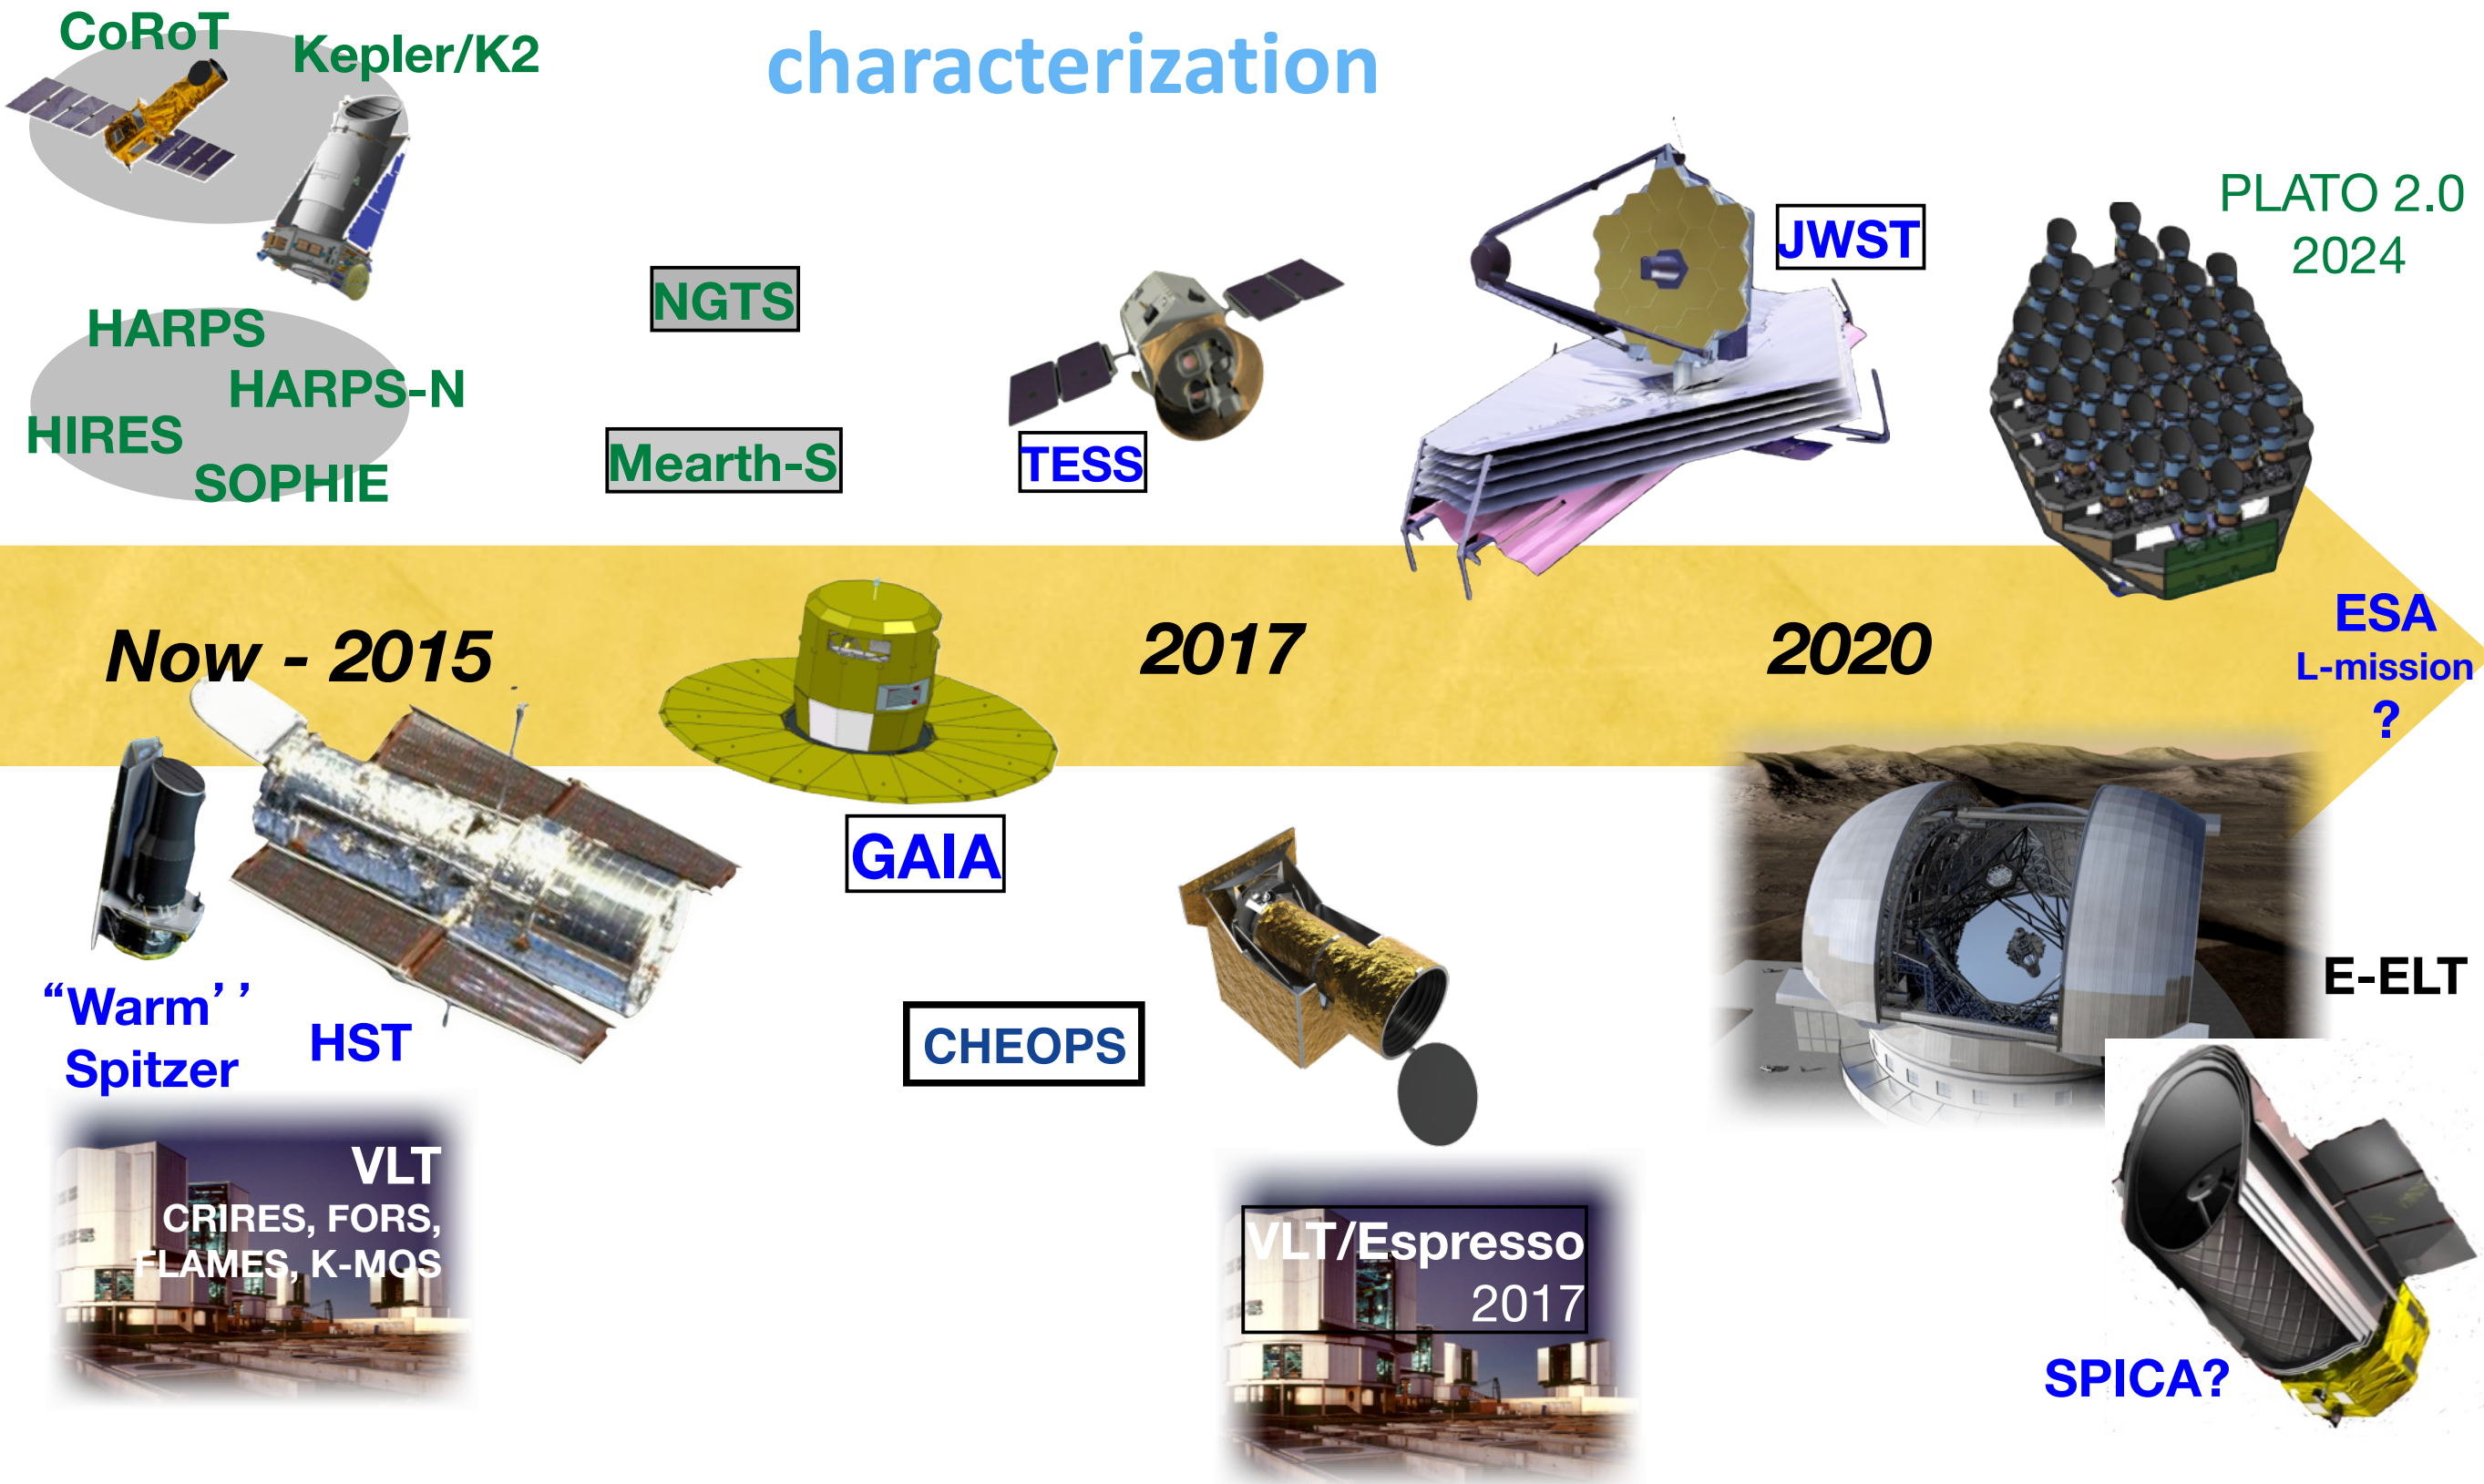 characterization
CoRoT
Kepler/K2
HARPS
HARPS-N
HIRES
SOPHIE
NGTS
Mearth-S
TESS
JWST
PLATO 2.0
2024
Now - 2015
2017
2020
ESA
L-mission
?
“Warm’’
Spitzer
HST
GAIA
CHEOPS
E-ELT
VLT
CRIRES, FORS,
FLAMES, K-MOS
VLT/Espresso
2017
SPICA?